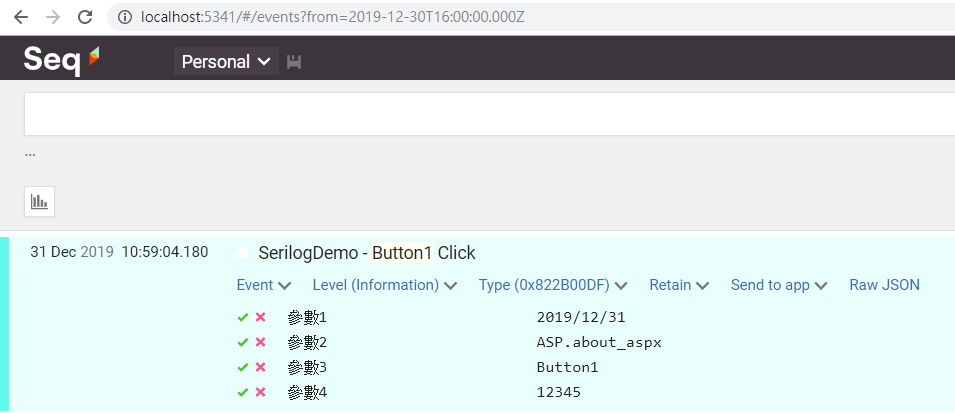 localhost:5341/#/events?from=2019-12-30T16:00:00.000Z
Seq Personal
...
31 Dec 2019 10:59:04.180 SerilogDemo - Button1 Click
Event Level (Information) Type (0x822B00DF) Retain Send to app Raw JSON
參數1 2019/12/31
參數2 ASP.about_aspx
參數3 Button1
參數4 12345